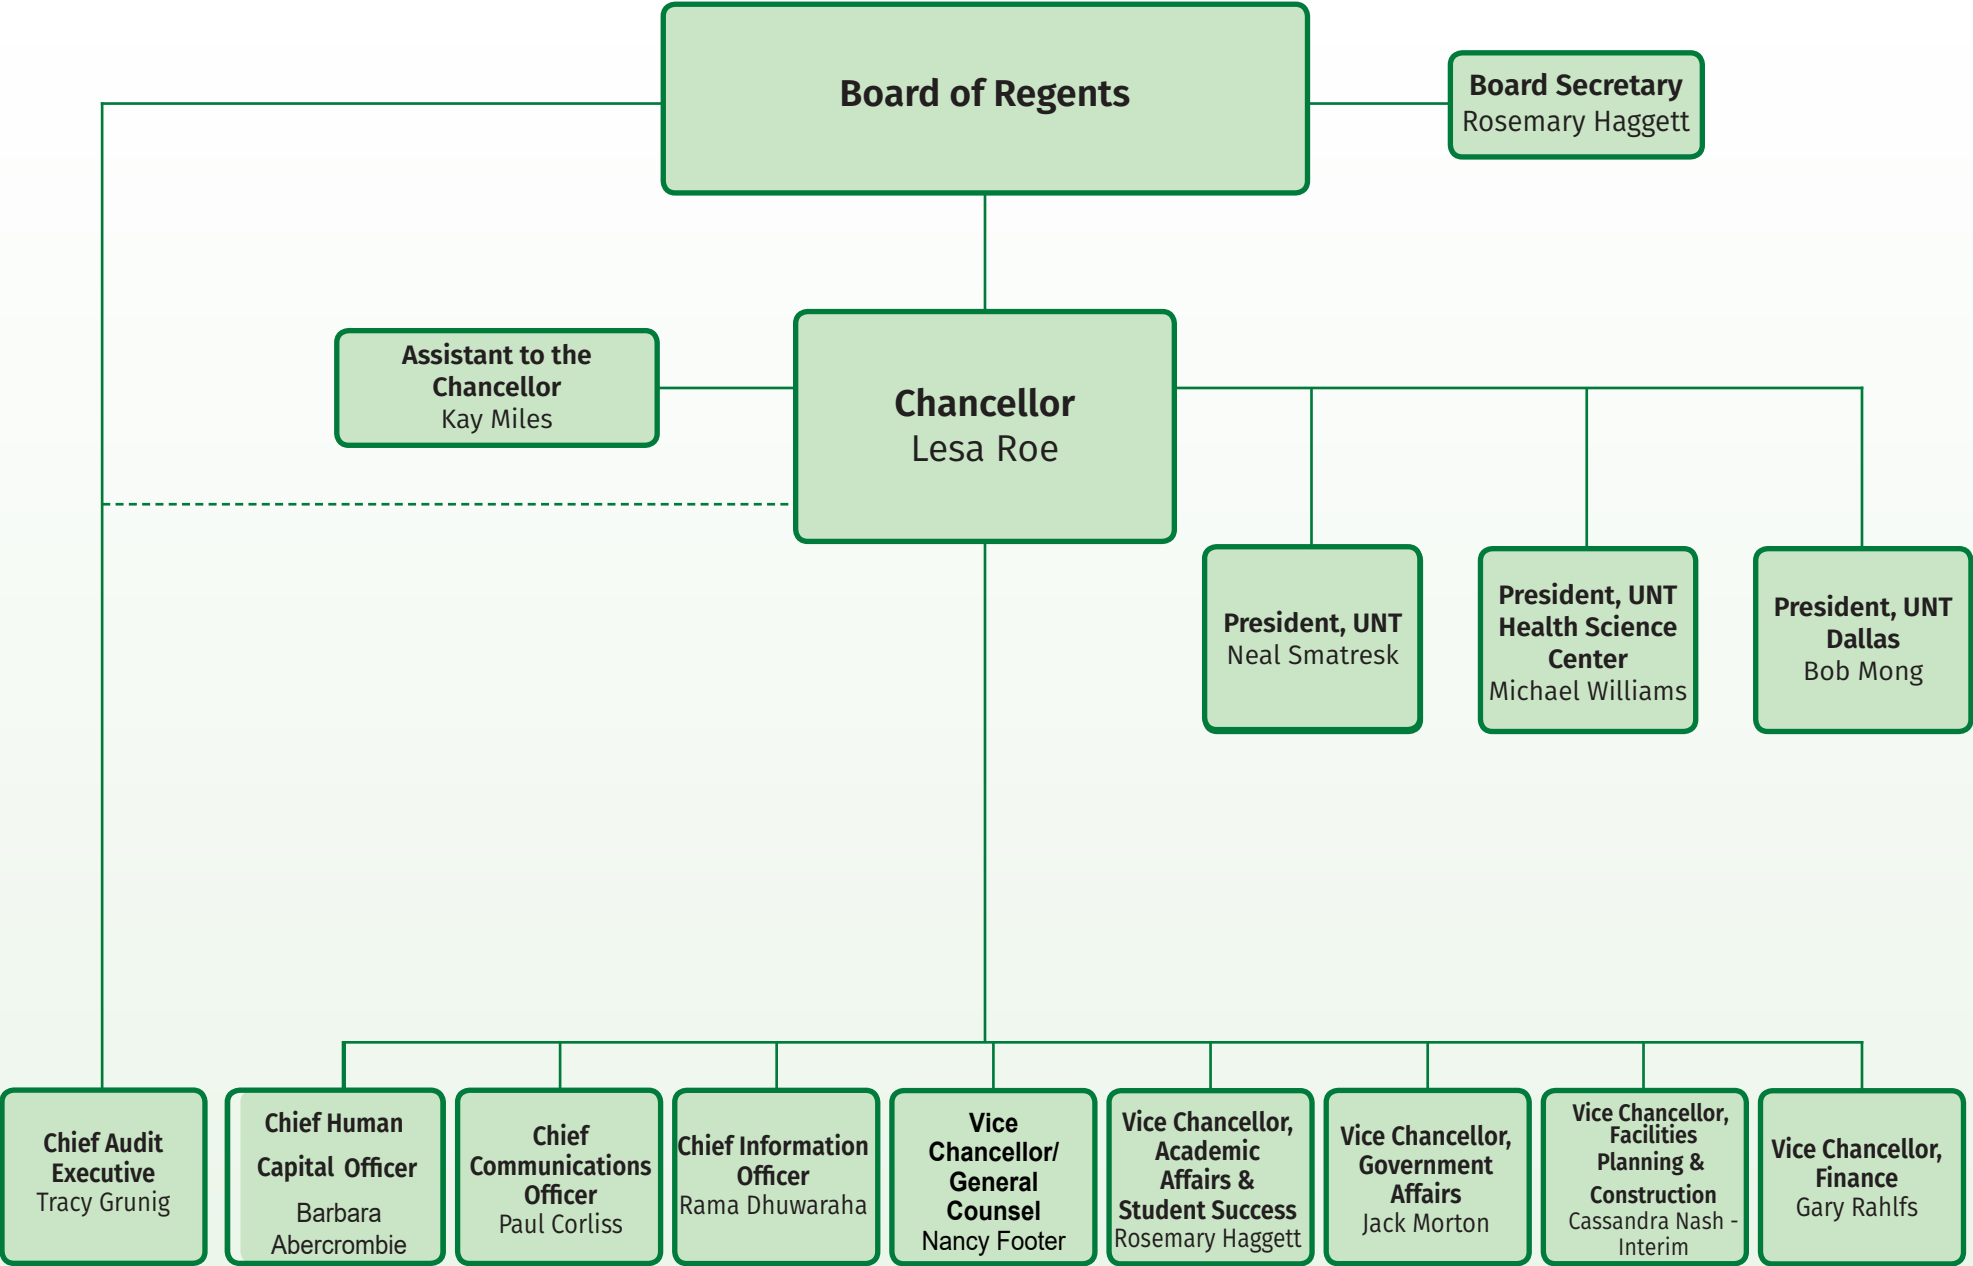 Board of Regents
Board Secretary
Rosemary Haggett
Assistant to the
Chancellor
Kay Miles
Chancellor
Lesa Roe
President, UNT
Neal Smatresk
President, UNT
Health Science
Center
Michael Williams
President, UNT
Dallas
Bob Mong
Chief Audit
Executive
Tracy Grunig
Chief Human
Capital Officer
Barbara
Abercrombie
Chief
Communications
Officer
Paul Corliss
Chief Information
Officer
Rama Dhuwaraha
Vice
Chancellor/
General
Counsel
Nancy Footer
Vice Chancellor,
Academic
Affairs &
Student Success
Rosemary Haggett
Vice Chancellor,
Government
Affairs
Jack Morton
Vice Chancellor,
Facilities
Planning &
Construction
Cassandra Nash -
Interim
Vice Chancellor,
Finance
Gary Rahlfs